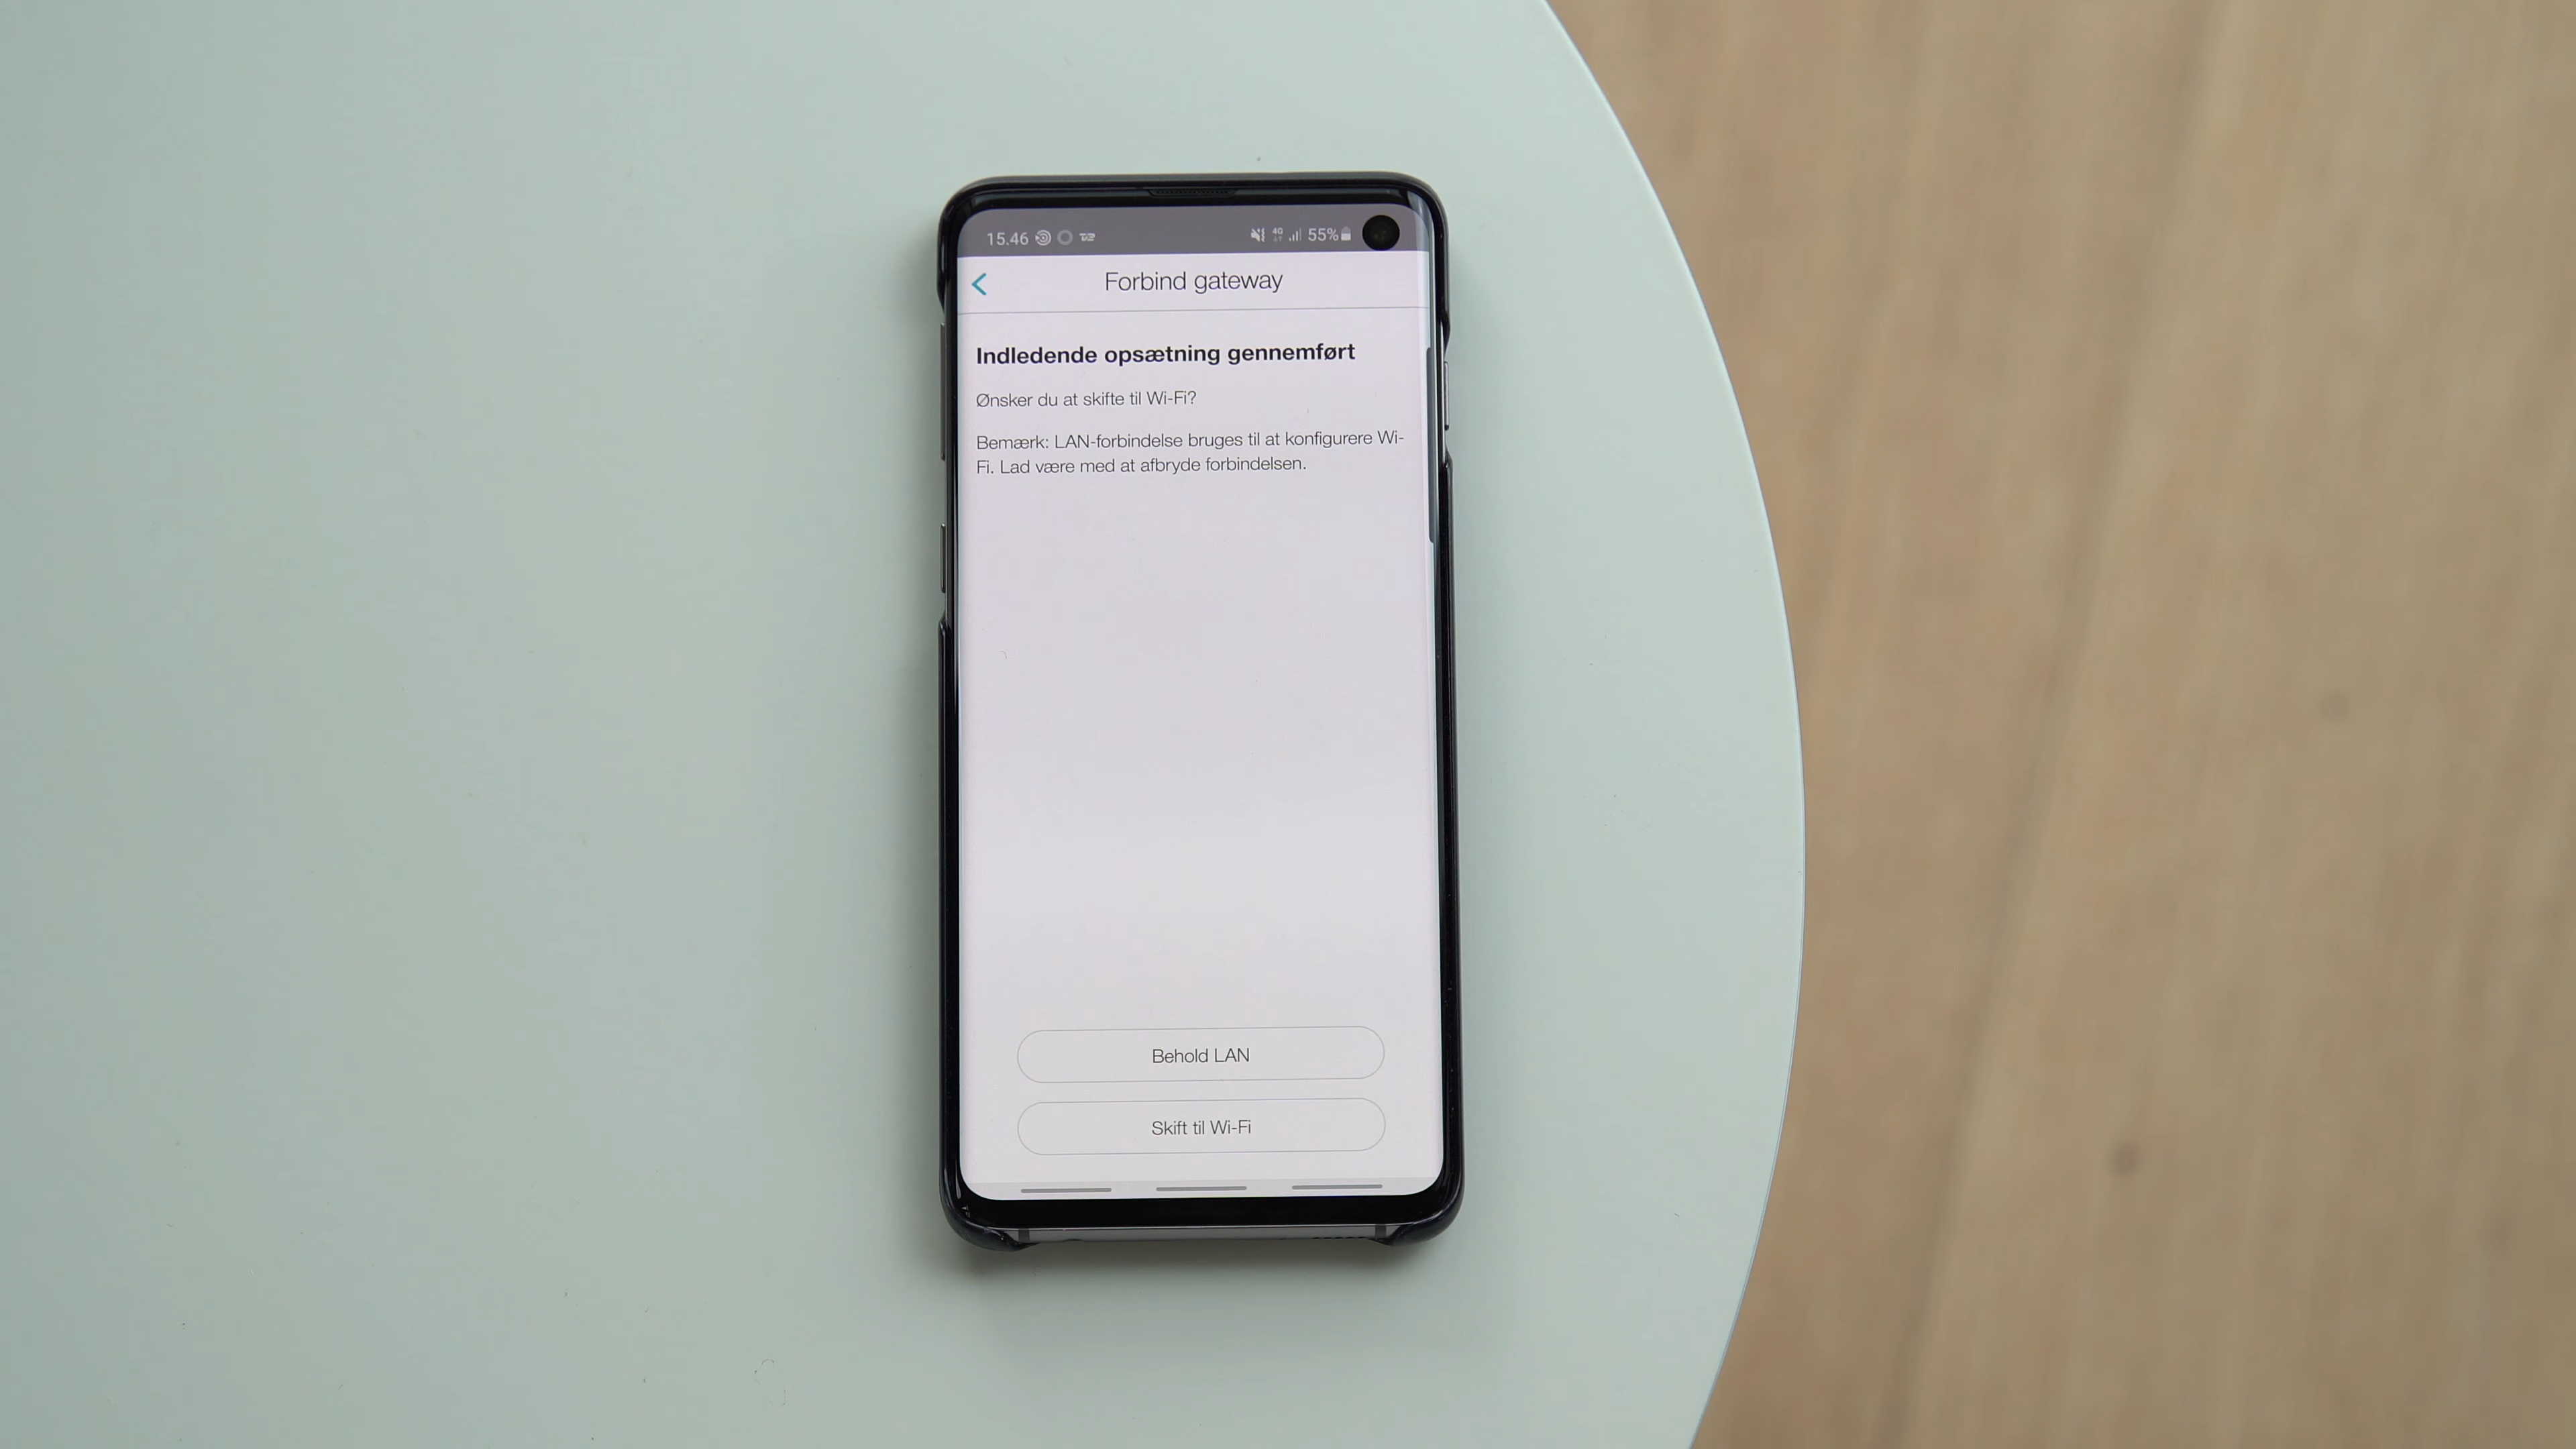 15.46 4G 55%
Forbind gateway
Indledende opsætning gennemført
Ønsker du at skifte til Wi-Fi?
Bemærk: LAN-forbindelse bruges til at konfigurere Wi-
Fi. Lad være med at afbryde forbindelsen.
Behold LAN
Skift til Wi-Fi